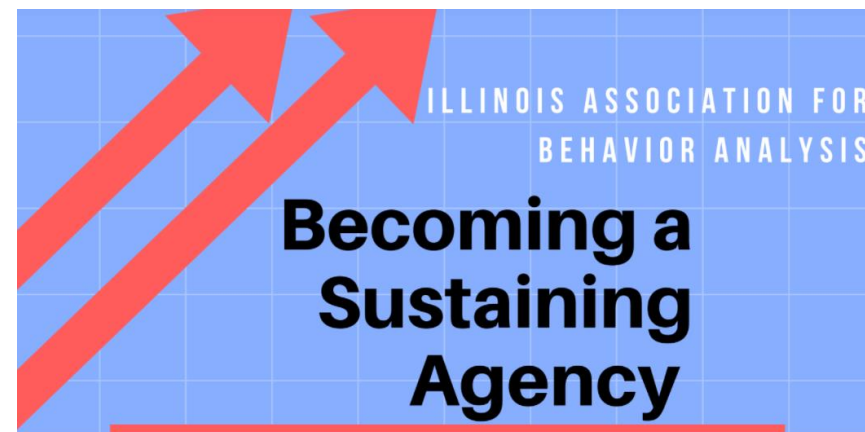 ILLINOIS ASSOCIATION FOR
BEHAVIOR ANALYSIS
Becoming a
Sustaining
Agency